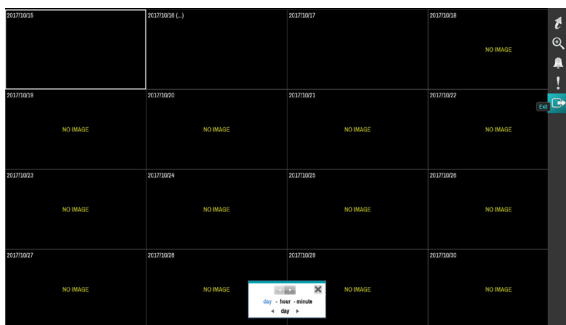 2017/10/15
2017/10/16 (...)
2017/10/17
2017/10/18
NO IMAGE
2017/10/19
2017/10/20
2017/10/21
2017/10/22
Exit
NO IMAGE
NO IMAGE
NO IMAGE
NO IMAGE
2017/10/23
2017/10/24
2017/10/25
2017/10/26
NO IMAGE
NO IMAGE
NO IMAGE
NO IMAGE
2017/10/27
2017/10/28
2017/10/29
2017/10/30
NO IMAGE
NO IMAGE
NO IMAGE
NO IMAGE
day - hour - minute
day